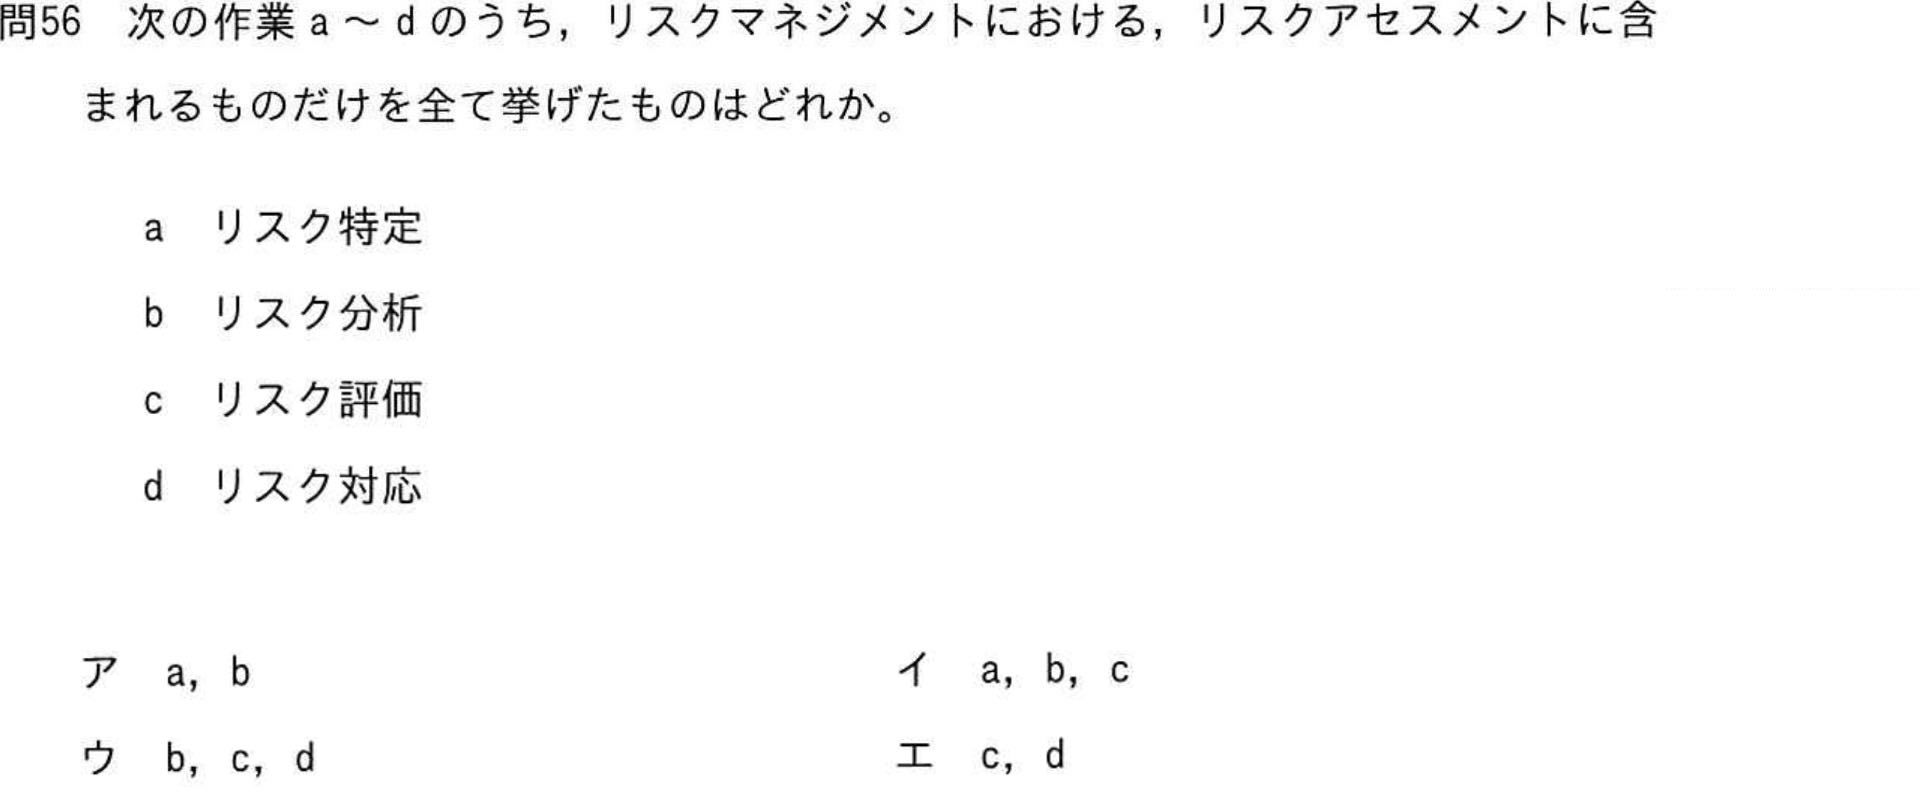 問56　次の作業 a ～ d のうち，リスクマネジメントにおける，リスクアセスメントに含
まれるものだけを全て挙げたものはどれか。
a　リスク特定
b　リスク分析
c　リスク評価
d　リスク対応
ア　a，b　イ　a，b，c
ウ　b，c，d　エ　c，d